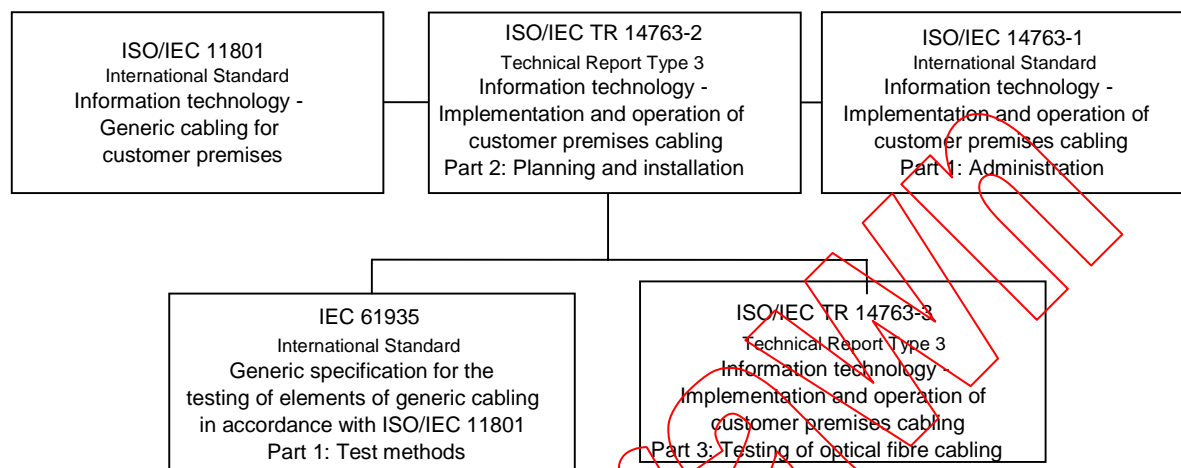 ISO/IEC 11801
International Standard
Information technology -
Generic cabling for
customer premises
ISO/IEC TR 14763-2
Technical Report Type 3
Information technology -
Implementation and operation of
customer premises cabling
Part 2: Planning and installation
ISO/IEC 14763-1
International Standard
Information technology -
Implementation and operation of
customer premises cabling
Part 1: Administration
IEC 61935
International Standard
Generic specification for the
testing of elements of generic cabling
in accordance with ISO/IEC 11801
Part 1: Test methods
ISO/IEC TR 14763-3
Technical Report Type 3
Information technology -
Implementation and operation of
customer premises cabling
Part 3: Testing of optical fibre cabling